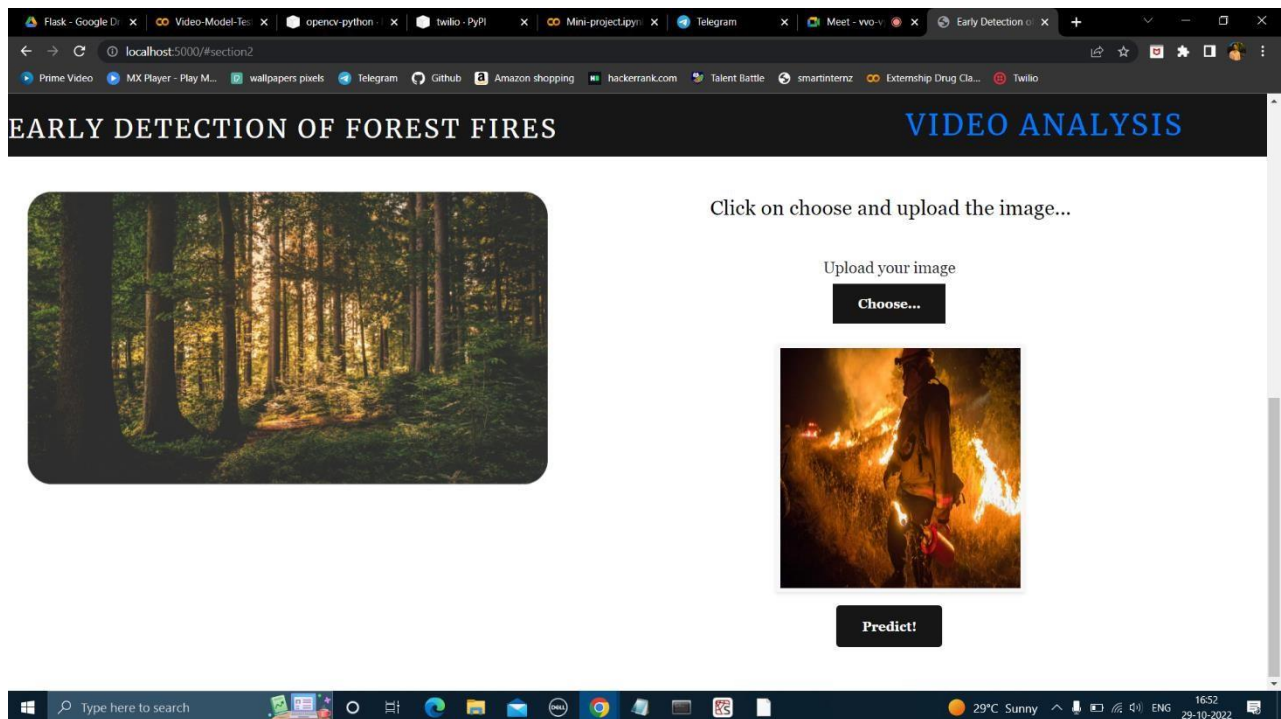 Flask - Google Dr
Video-Model-Tes
opencv-python -
twilio · PyPI
Mini-project.ipyn
Telegram
Meet - vvo-v
Early Detection o
localhost:5000/#section2
Prime Video
MX Player - Play M...
wallpapers pixels
Telegram
Github
Amazon shopping
hackerrank.com
Talent Battle
smartinternz
Externship Drug Cla...
Twilio
EARLY DETECTION OF FOREST FIRES
VIDEO ANALYSIS
Click on choose and upload the image...
Upload your image
Choose...
Predict!
Type here to search
DELL
29°C Sunny
ENG
16:52
29-10-2022